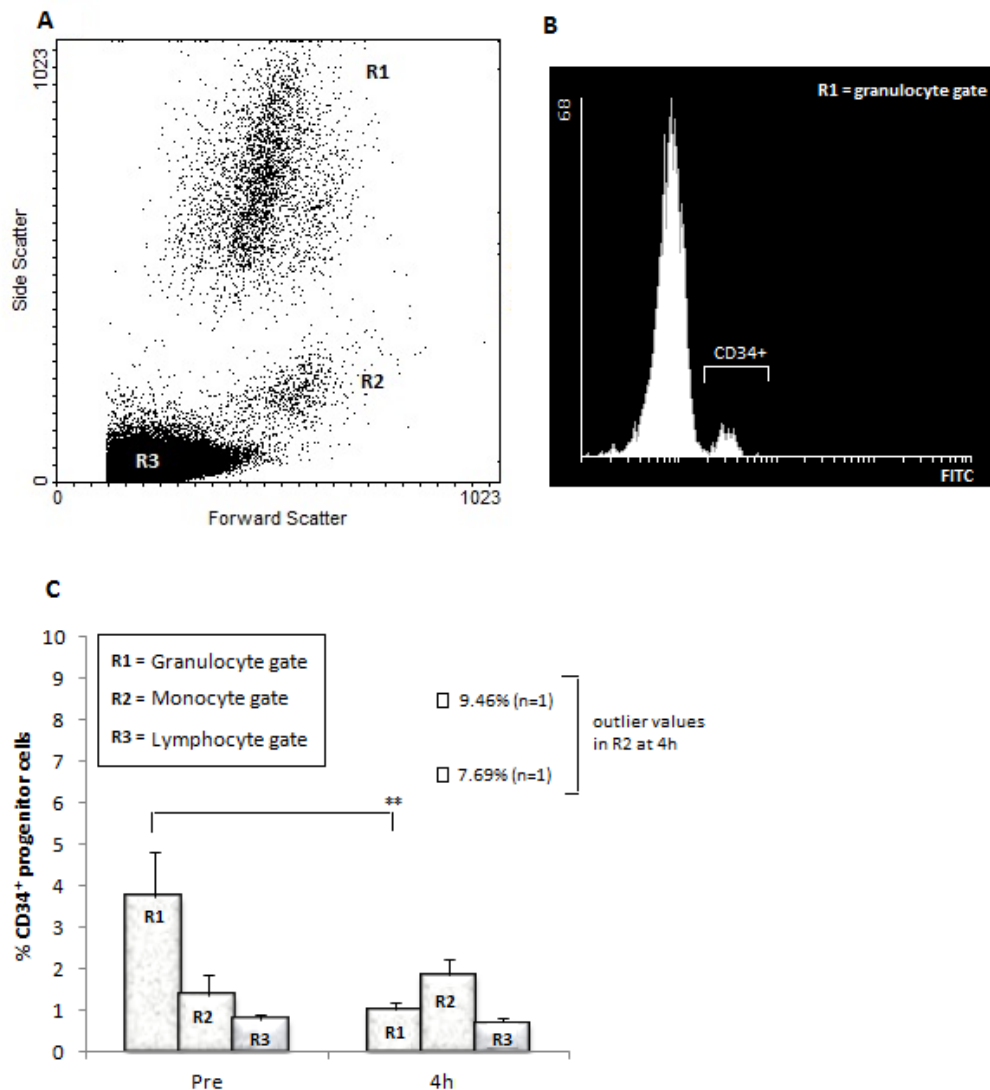 A
1023
R1
R2
R3
0
0
1023
Side Scatter
Forward Scatter
B
R1 = granulocyte gate
68
CD34+
FITC
C
10
9
8
7
6
5
4
3
2
1
0
% CD34+ progenitor cells
R1 = Granulocyte gate
R2 = Monocyte gate
R3 = Lymphocyte gate
9.46% (n=1)
7.69% (n=1)
outlier values
in R2 at 4h
**
R1
R2
R3
R1
R2
R3
Pre
4h